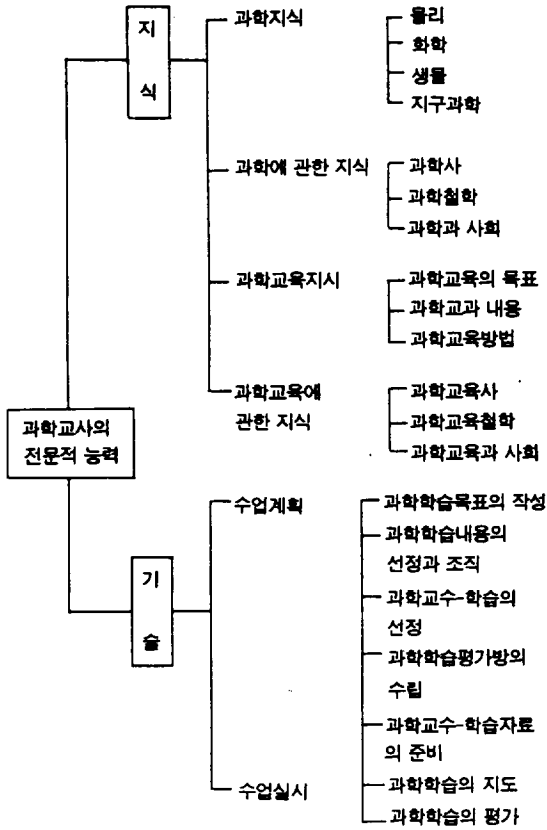 지
식
과학지식
물리
화학
생물
지구과학
과학에 관한 지식
과학사
과학철학
과학과 사회
과학교육지시
과학교육의 목표
과학교과 내용
과학교육방법
과학교육에
관한 지식
과학교육사
과학교육철학
과학교육과 사회
과학교사의
전문적 능력
기
술
수업계획
과학학습목표의 작성
과학학습내용의
선정과 조직
과학교수-학습의
선정
과학학습평가방의
수립
과학교수-학습자료
의 준비
수업실시
과학학습의 지도
과학학습의 평가